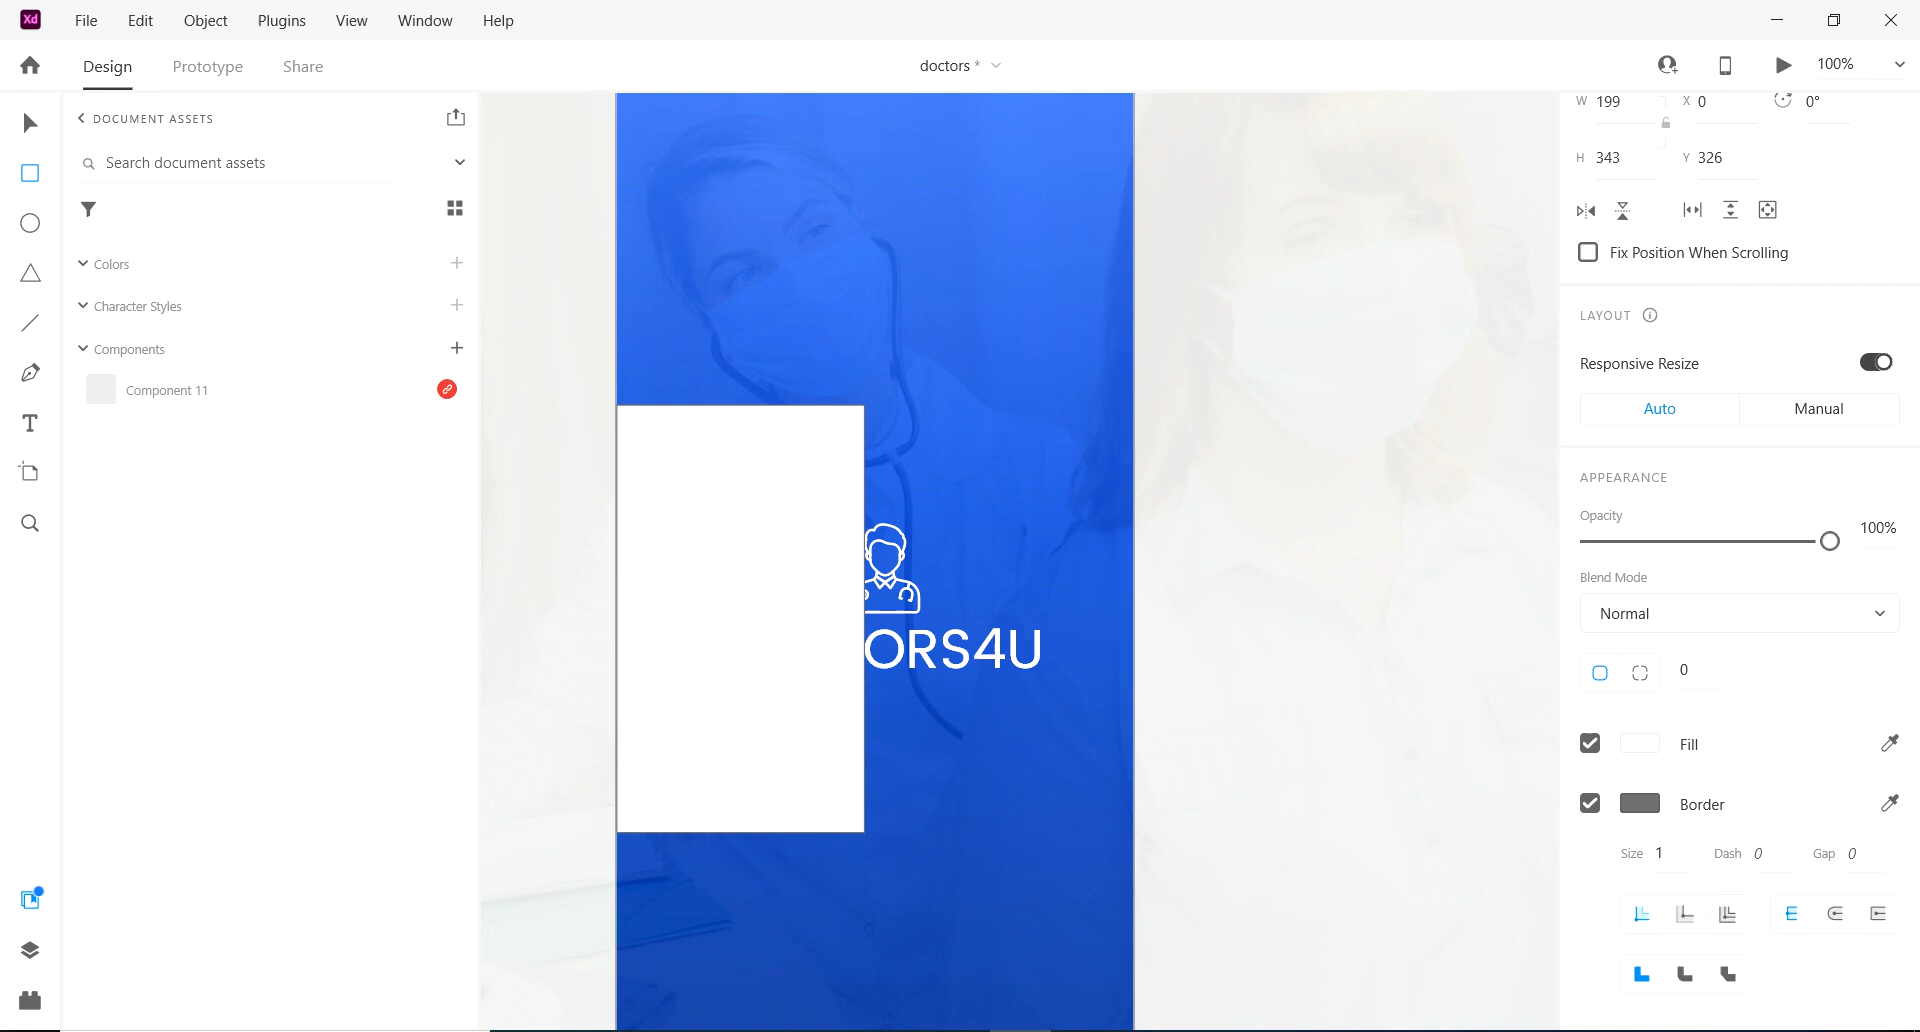 Xd File Edit Object Plugins View Window Help
Design Prototype Share doctors * 100%
DOCUMENT ASSETS
Search document assets
Colors
Character Styles
Components
Component 11
T
ORS4U
W 199 X 0 0°
H 343 Y 326
Fix Position When Scrolling
LAYOUT
Responsive Resize
Auto Manual
APPEARANCE
Opacity
100%
Blend Mode
Normal
0
Fill
Border
Size 1 Dash 0 Gap 0